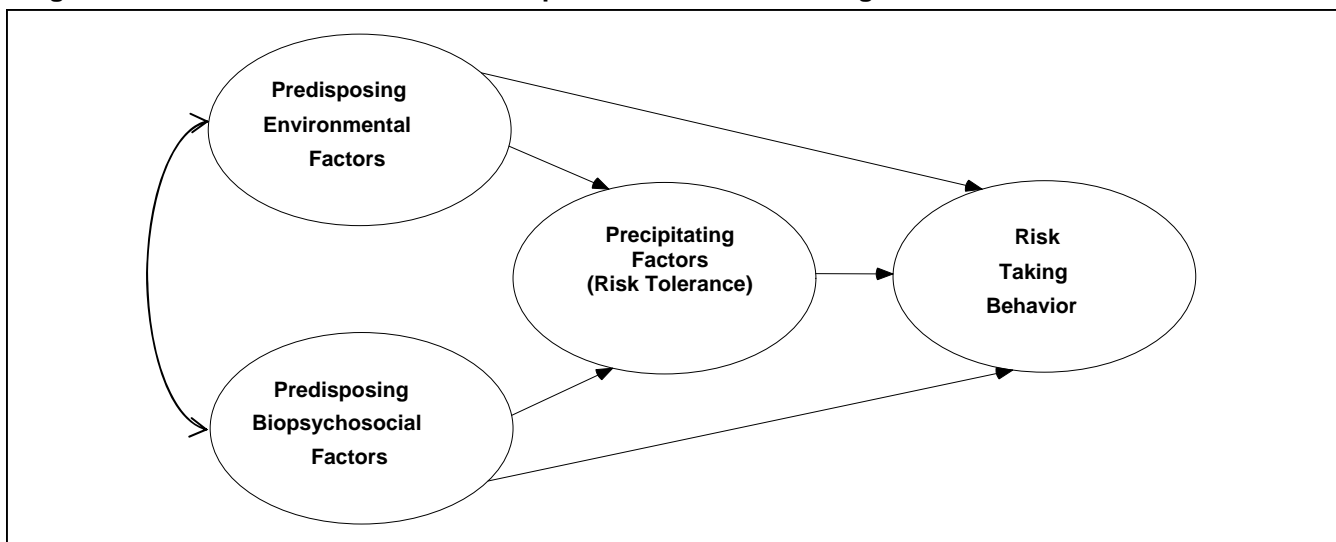 Predisposing
Environmental
Factors
Precipitating
Factors
(Risk Tolerance)
Risk
Taking
Behavior
Predisposing
Biopsychosocial
Factors